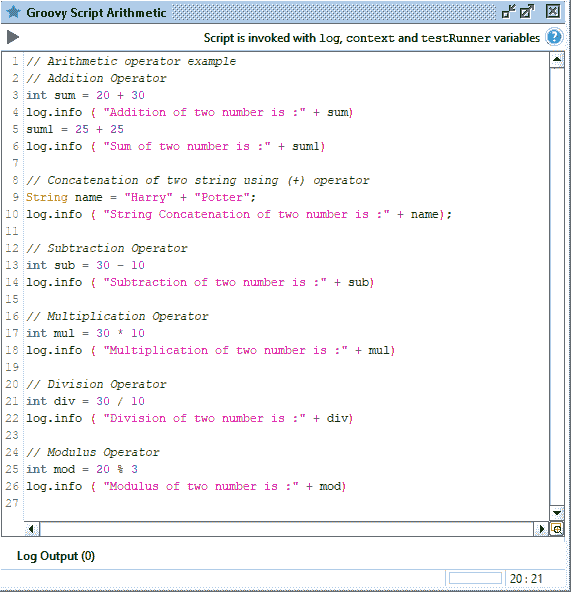 Groovy Script Arithmetic
Script is invoked with log, context and testRunner variables
1 // Arithmetic operator example
2 // Addition Operator
3 int sum = 20 + 30
4 log.info ( "Addition of two number is :" + sum)
5 sum1 = 25 + 25
6 log.info ( "Sum of two number is :" + sum1)
7
8 // Concatenation of two string using (+) operator
9 String name = "Harry" + "Potter";
10 log.info ( "String Concatenation of two number is :" + name);
11
12 // Subtraction Operator
13 int sub = 30 - 10
14 log.info ( "Subtraction of two number is :" + sub)
15
16 // Multiplication Operator
17 int mul = 30 * 10
18 log.info ( "Multiplication of two number is :" + mul)
19
20 // Division Operator
21 int div = 30 / 10
22 log.info ( "Division of two number is :" + div)
23
24 // Modulus Operator
25 int mod = 20 % 3
26 log.info ( "Modulus of two number is :" + mod)
27
Log Output (0)
20 : 21